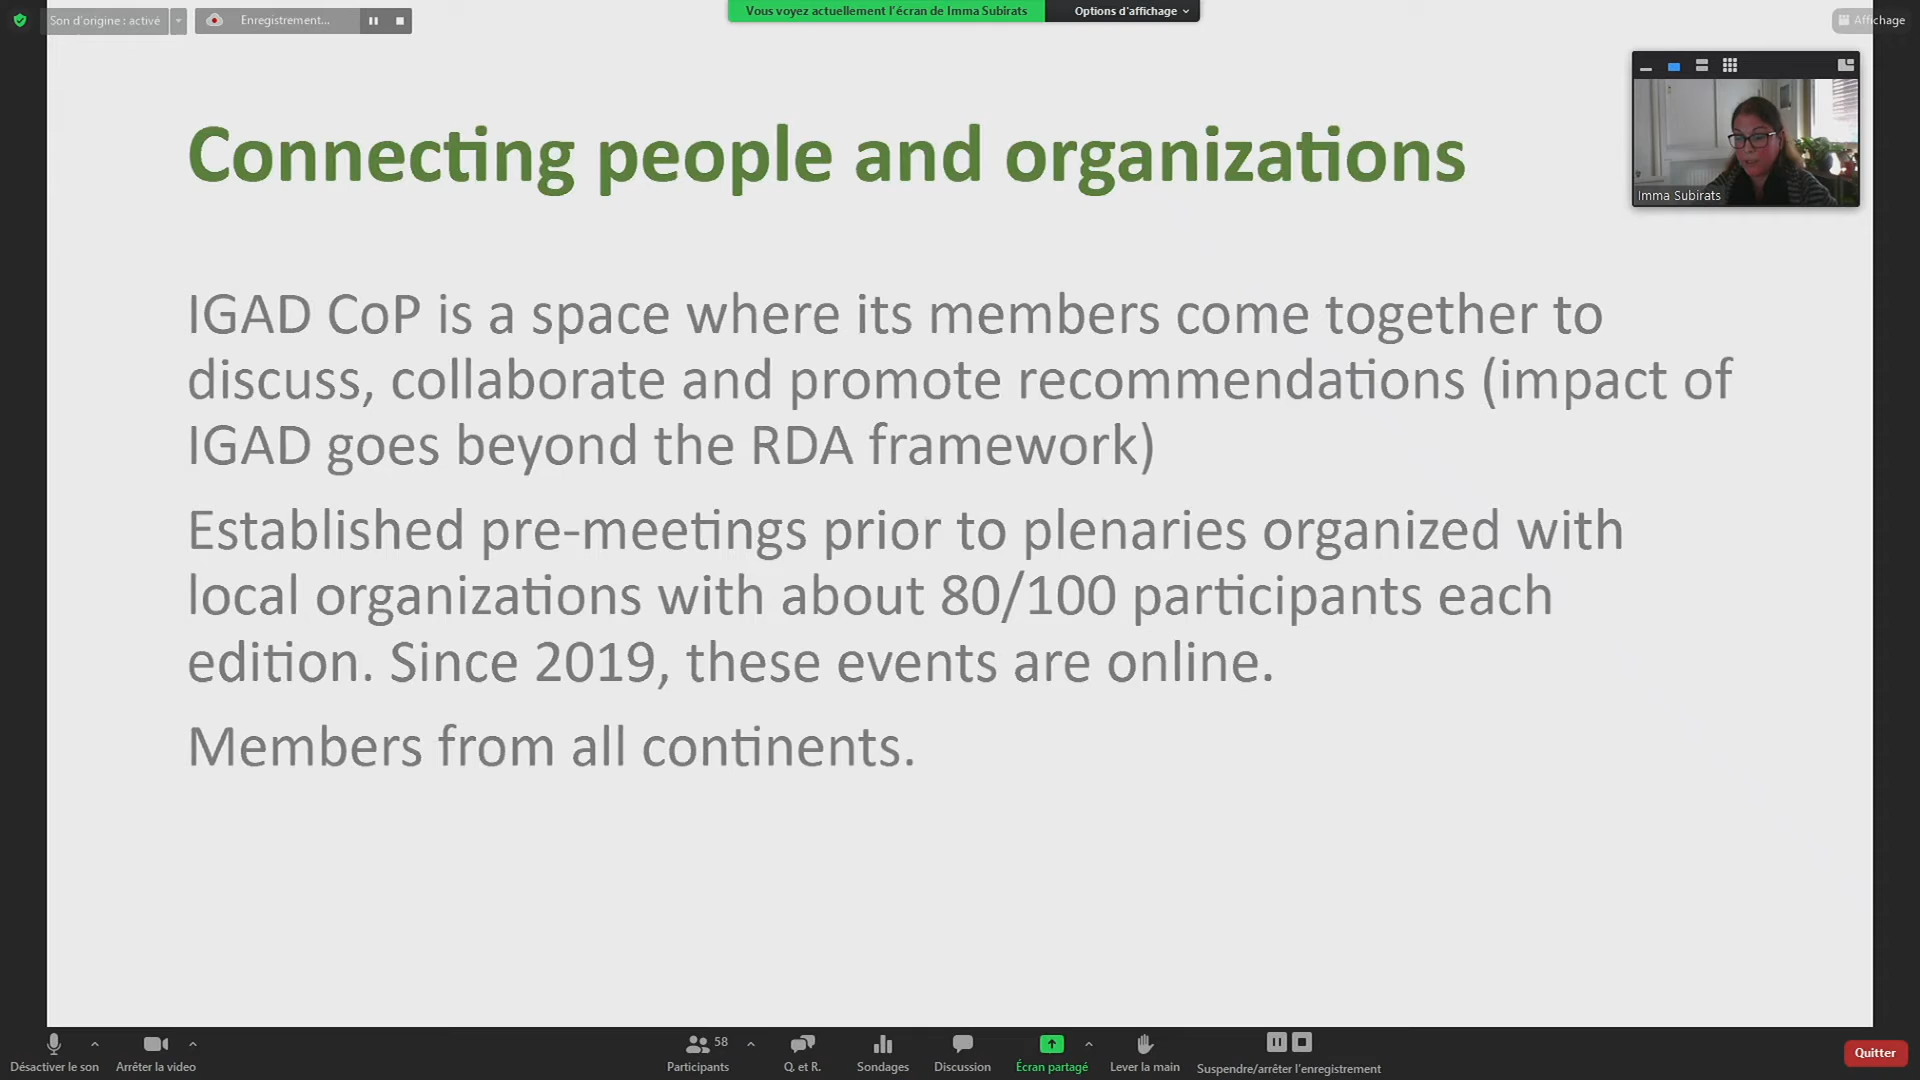 Son d'origine : activé
Enregistrement...
Vous voyez actuellement l'écran de Imma Subirats
Options d'affichage
Affichage
Connecting people and organizations
Imma Subirats
IGAD CoP is a space where its members come together to
discuss, collaborate and promote recommendations (impact of
IGAD goes beyond the RDA framework)
Established pre-meetings prior to plenaries organized with
local organizations with about 80/100 participants each
edition. Since 2019, these events are online.
Members from all continents.
Désactiver le son
Arrêter la video
58
Participants
Q. et R.
Sondages
Discussion
Écran partagé
Lever la main
Suspendre/arrêter l'enregistrement
Quitter